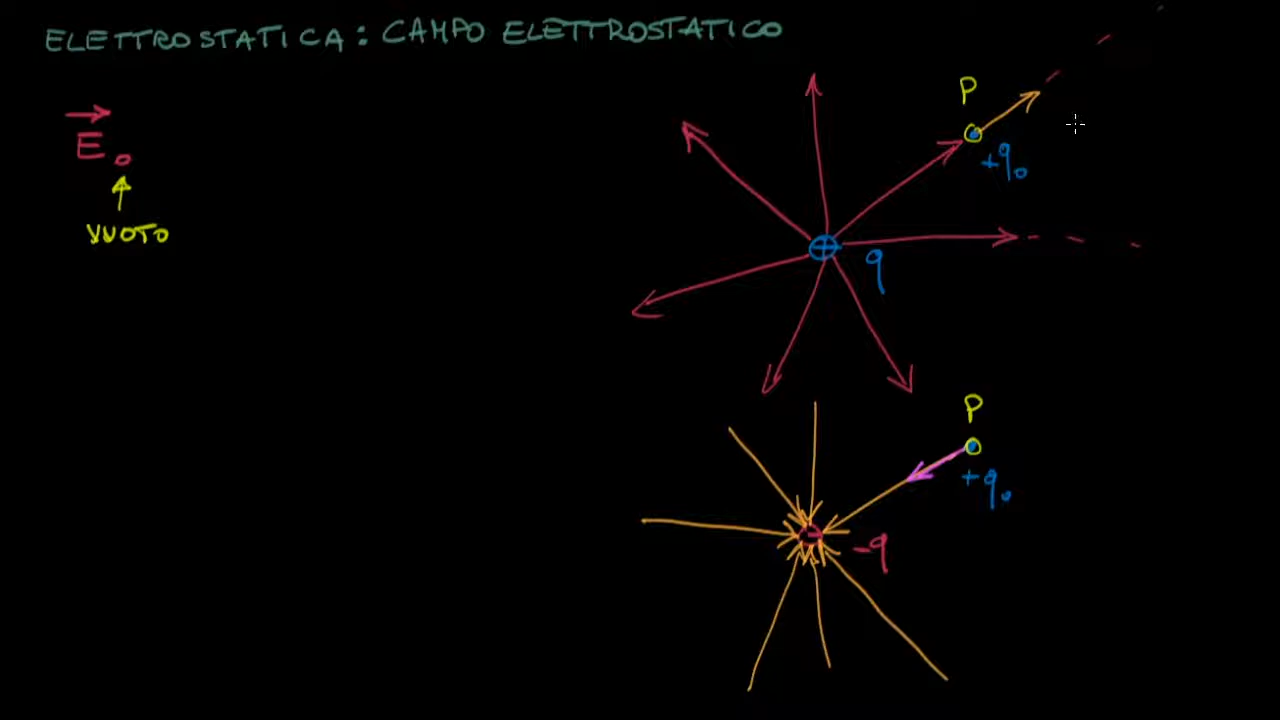 ELETTROSTATICA: CAMPO ELETTROSTATICO
P
E₀
+q₀
VUOTO
+
q
P
+q₀
-
-q